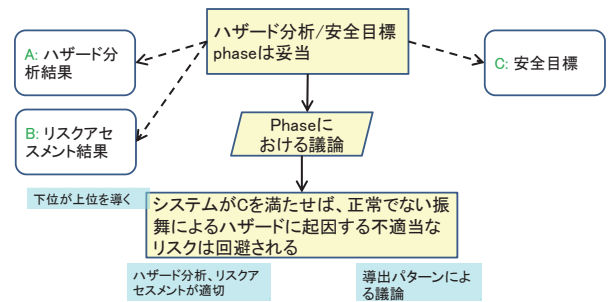 ハザード分析/安全目標
phaseは妥当
A: ハザード分
析結果
C: 安全目標
B: リスクアセ
スメント結果
Phaseに
おける議論
下位が上位を導く
システムがCを満たせば、正常でない振
舞によるハザードに起因する不適当な
リスクは回避される
ハザード分析、リスクア
セスメントが適切
導出パターンによ
る議論